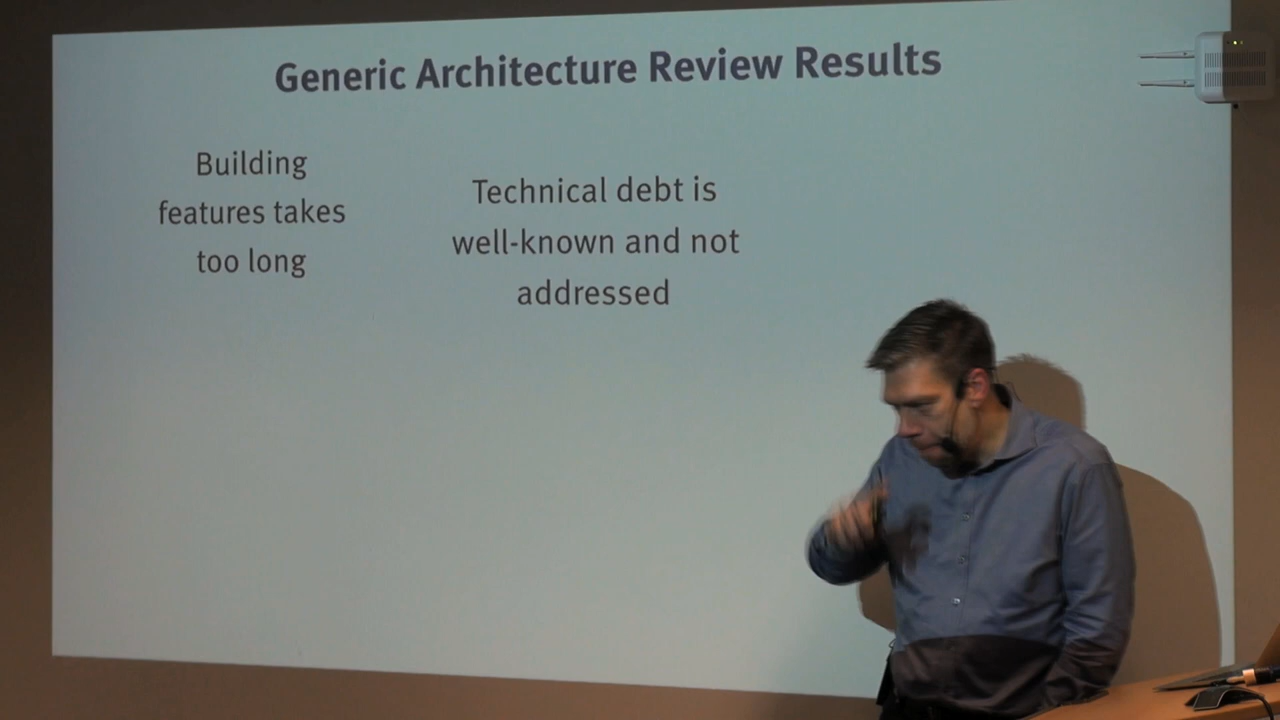 Generic Architecture Review Results
Building
features takes
too long
Technical debt is
well-known and not
addressed